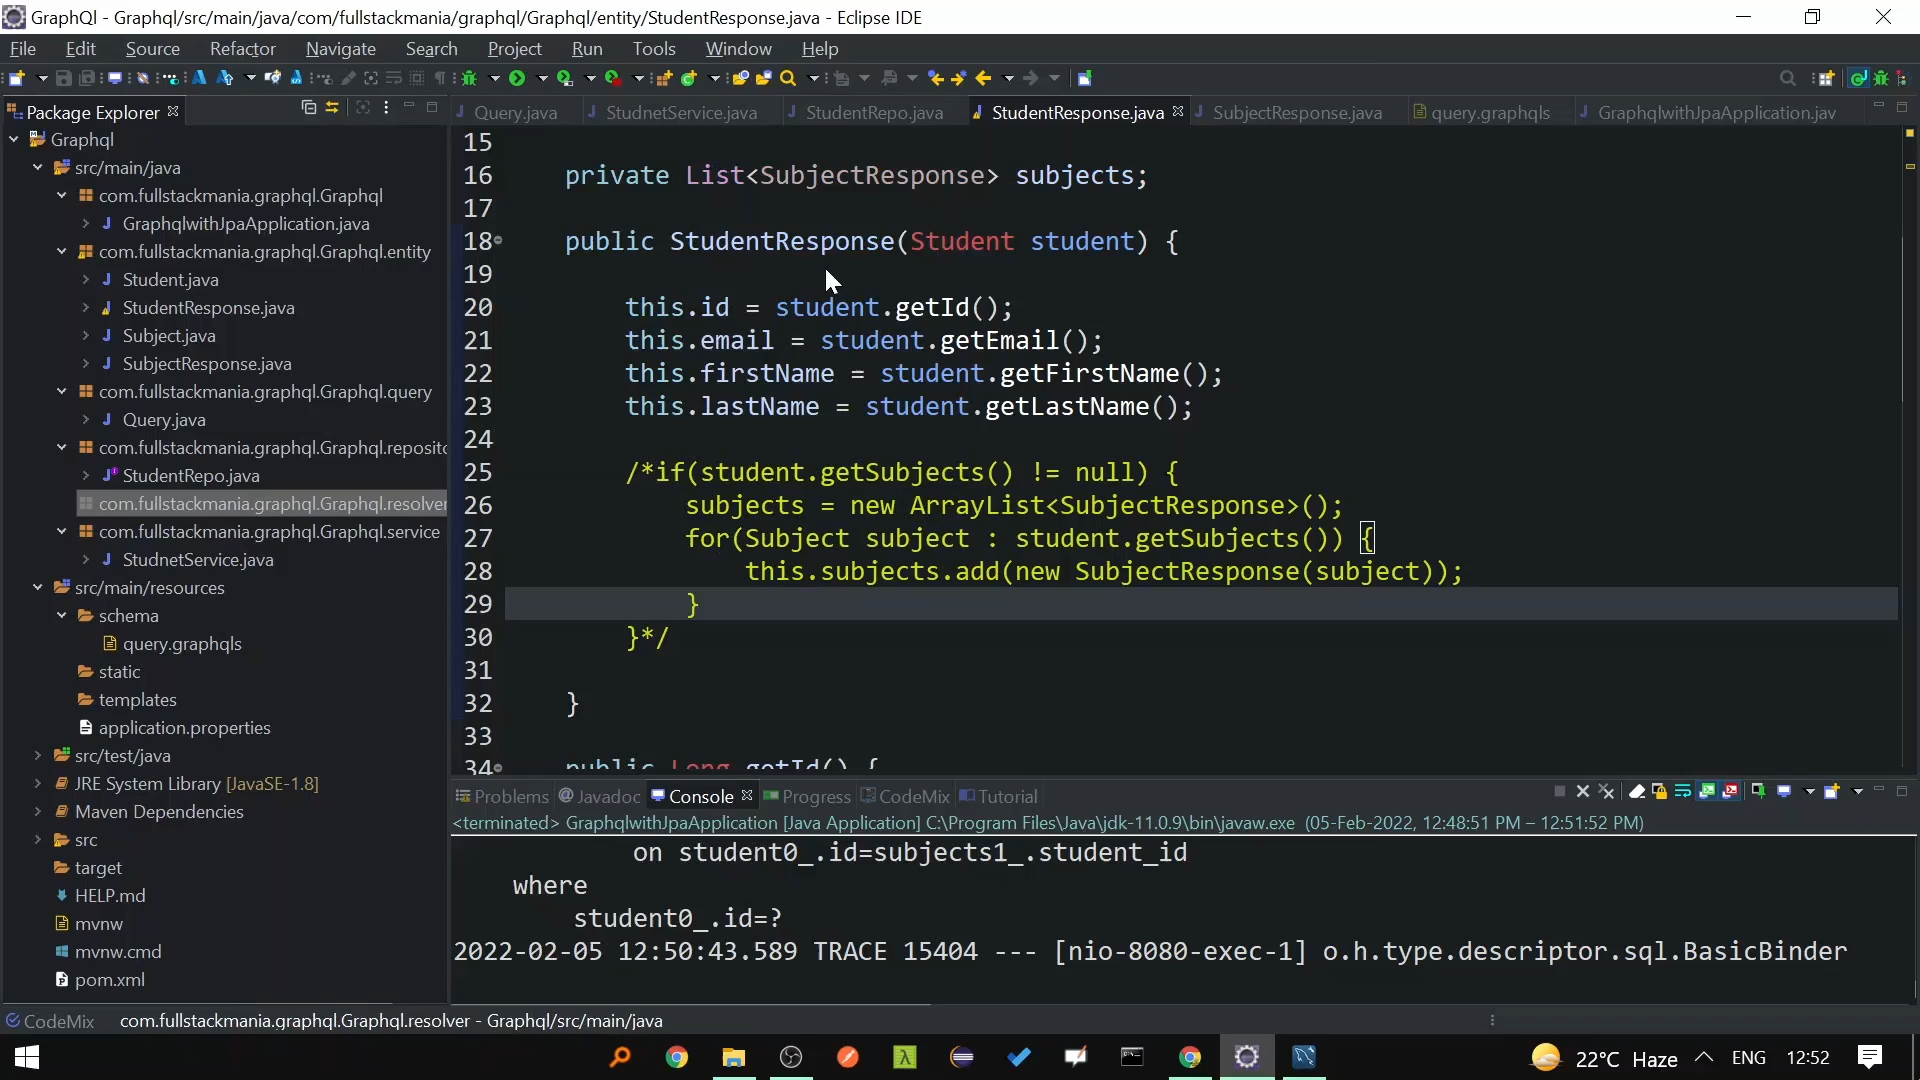 GraphQl - Graphql/src/main/java/com/fullstackmania/graphql/Graphql/entity/StudentResponse.java - Eclipse IDE
File Edit Source Refactor Navigate Search Project Run Tools Window Help
Package Explorer
Query.java StudnetService.java StudentRepo.java StudentResponse.java SubjectResponse.java query.graphqls GraphqlwithJpaApplication.jav
Graphql
src/main/java
com.fullstackmania.graphql.Graphql
GraphqlwithJpaApplication.java
com.fullstackmania.graphql.Graphql.entity
Student.java
StudentResponse.java
Subject.java
SubjectResponse.java
com.fullstackmania.graphql.Graphql.query
Query.java
com.fullstackmania.graphql.Graphql.reposito
StudentRepo.java
com.fullstackmania.graphql.Graphql.resolver
com.fullstackmania.graphql.Graphql.service
StudnetService.java
src/main/resources
schema
query.graphqls
static
templates
application.properties
src/test/java
JRE System Library [JavaSE-1.8]
Maven Dependencies
src
target
HELP.md
mvnw
mvnw.cmd
pom.xml
15
16 private List<SubjectResponse> subjects;
17
18 public StudentResponse(Student student) {
19
20 this.id = student.getId();
21 this.email = student.getEmail();
22 this.firstName = student.getFirstName();
23 this.lastName = student.getLastName();
24
25 /*if(student.getSubjects() != null) {
26 subjects = new ArrayList<SubjectResponse>();
27 for(Subject subject : student.getSubjects()) {
28 this.subjects.add(new SubjectResponse(subject));
29 }
30 }*/
31
32 }
33
34 public Long getId() {
Problems Javadoc Console Progress CodeMix Tutorial
<terminated> GraphqlwithJpaApplication [Java Application] C:\Program Files\Java\jdk-11.0.9\bin\javaw.exe (05-Feb-2022, 12:48:51 PM – 12:51:52 PM)
on student0_.id=subjects1_.student_id
where
student0_.id=?
2022-02-05 12:50:43.589 TRACE 15404 --- [nio-8080-exec-1] o.h.type.descriptor.sql.BasicBinder
CodeMix com.fullstackmania.graphql.Graphql.resolver - Graphql/src/main/java
22°C Haze ENG 12:52